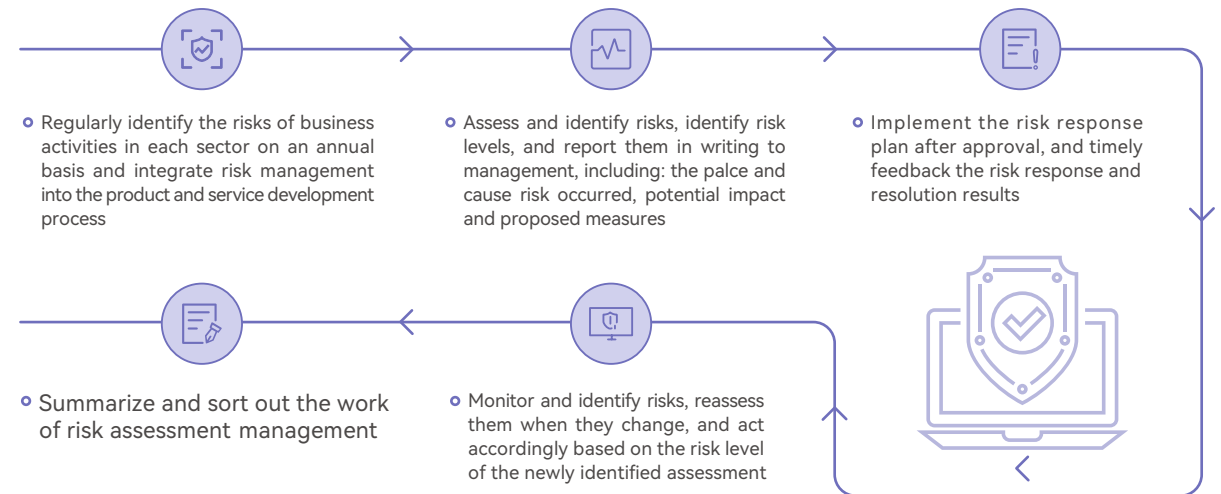 Regularly identify the risks of business
activities in each sector on an annual
basis and integrate risk management
into the product and service development
process
Assess and identify risks, identify risk
levels, and report them in writing to
management, including: the palce and
cause risk occurred, potential impact
and proposed measures
Implement the risk response
plan after approval, and timely
feedback the risk response and
resolution results
Monitor and identify risks, reassess
them when they change, and act
accordingly based on the risk level
of the newly identified assessment
Summarize and sort out the work
of risk assessment management